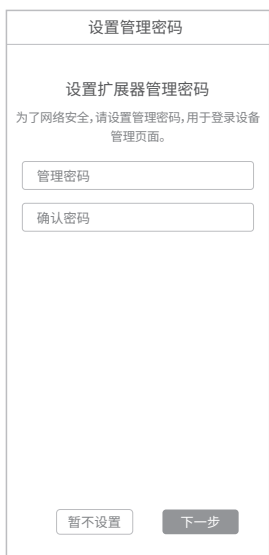 设置管理密码
设置扩展器管理密码
为了网络安全,请设置管理密码,用于登录设备
管理页面。
管理密码
确认密码
暂不设置
下一步